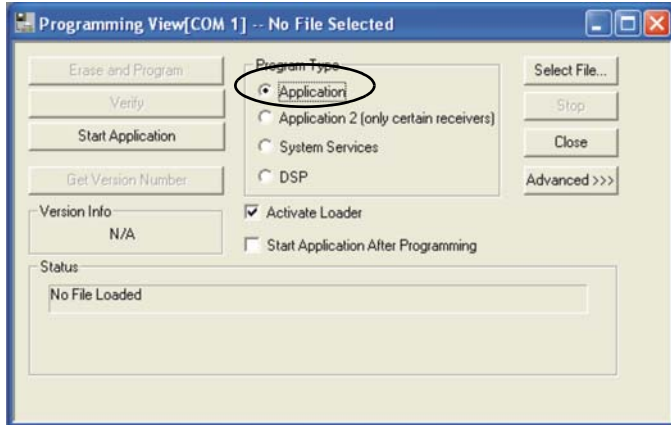 Programming View[COM 1] -- No File Selected
Erase and Program
Verify
Start Application
Get Version Number
Version Info
N/A
Program Type
Application
Application 2 (only certain receivers)
System Services
DSP
Activate Loader
Start Application After Programming
Select File...
Stop
Close
Advanced >>>
Status
No File Loaded